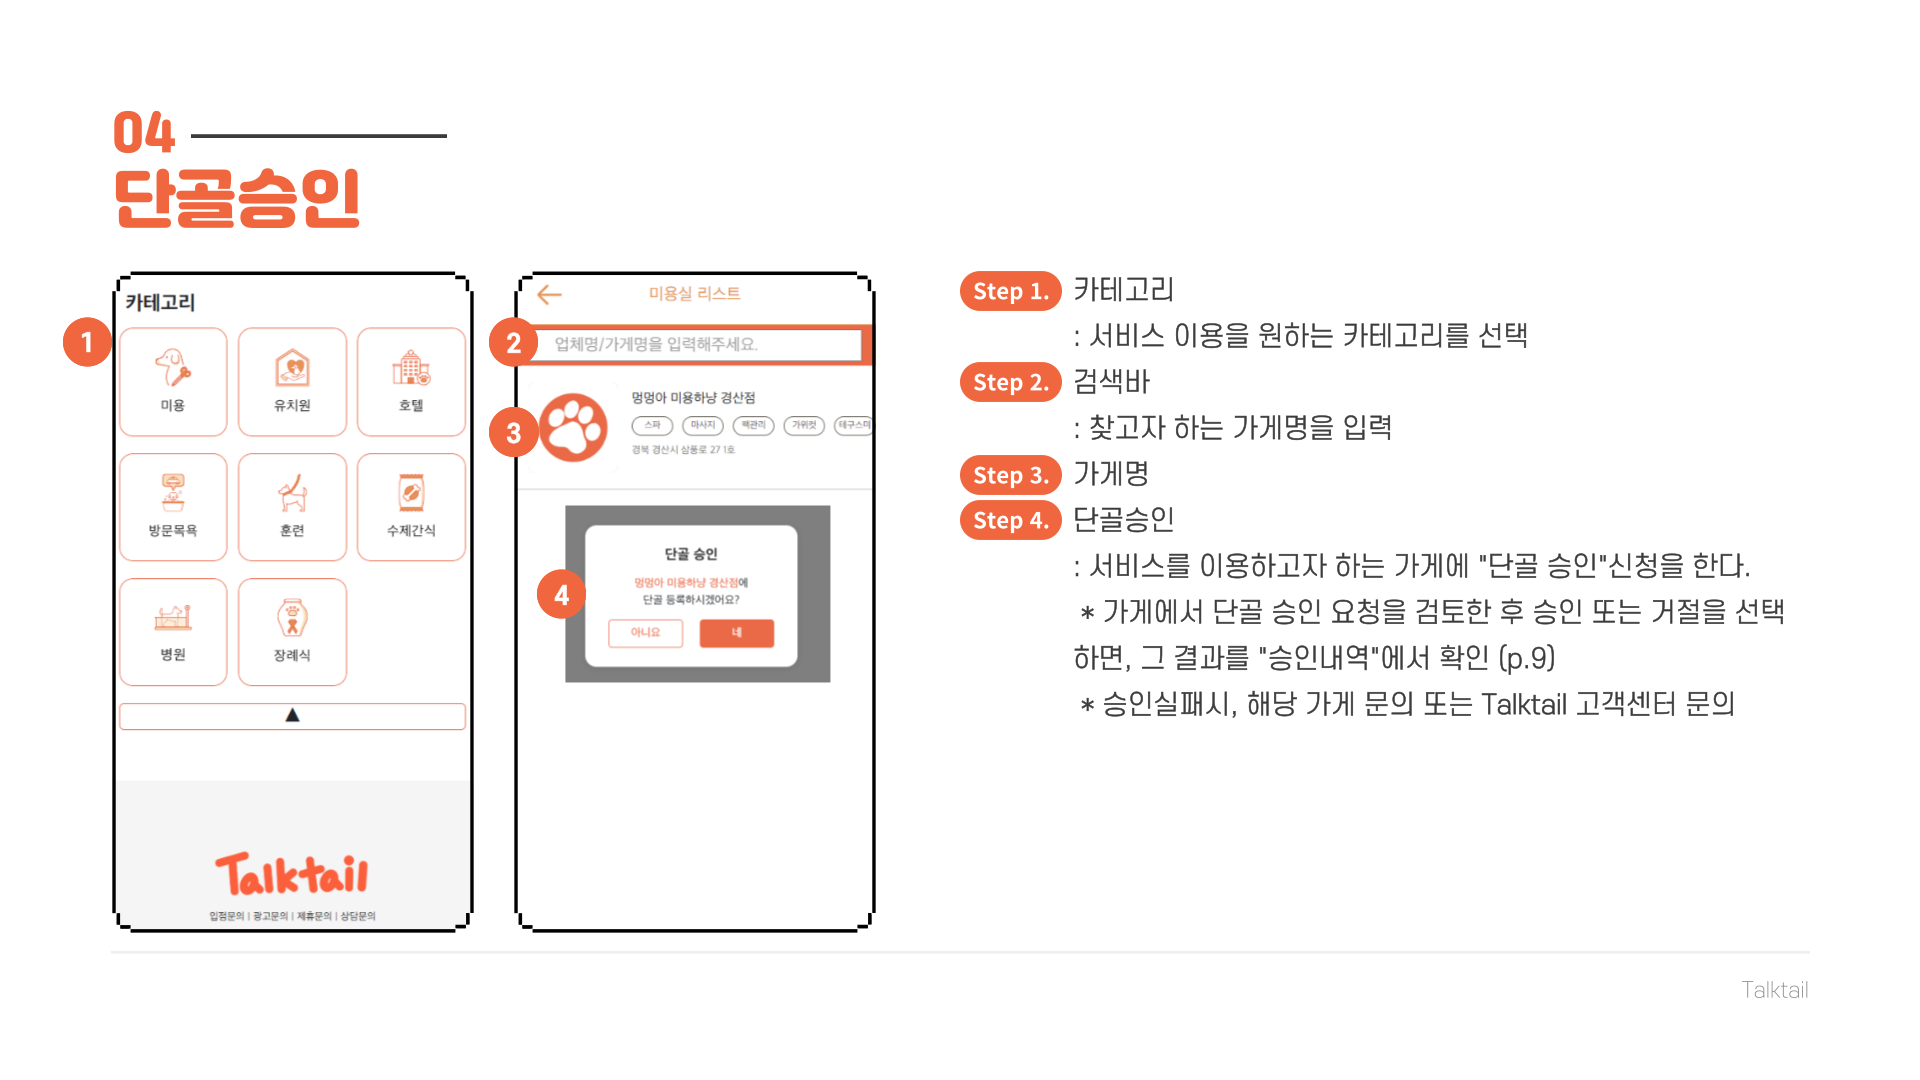 04
단골승인
카테고리
1
미용
유치원
호텔
방문목욕
훈련
수제간식
병원
장례식
▲
Talktail
입점문의 | 광고문의 | 제휴문의 | 상담문의
미용실 리스트
2
업체명/가게명을 입력해주세요.
3
멍멍아 미용하냥 경산점
스파 마사지 팩관리 가위컷 테구스미
경북 경산시 삼풍로 27 1호
4
단골 승인
멍멍아 미용하냥 경산점에
단골 등록하시겠어요?
아니요 네
Step 1. 카테고리
: 서비스 이용을 원하는 카테고리를 선택
Step 2. 검색바
: 찾고자 하는 가게명을 입력
Step 3. 가게명
Step 4. 단골승인
: 서비스를 이용하고자 하는 가게에 "단골 승인"신청을 한다.
* 가게에서 단골 승인 요청을 검토한 후 승인 또는 거절을 선택
하면, 그 결과를 "승인내역"에서 확인 (p.9)
* 승인실패시, 해당 가게 문의 또는 Talktail 고객센터 문의
Talktail